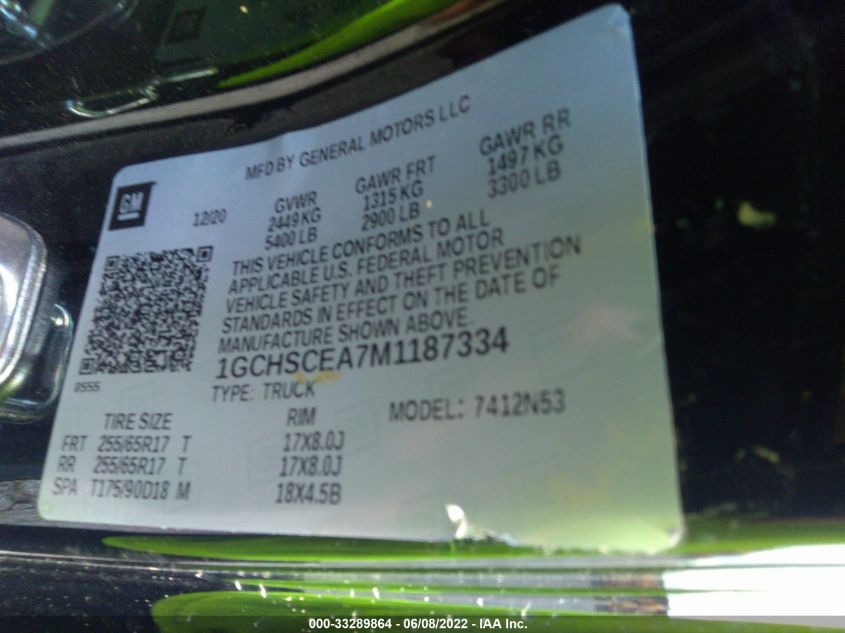 MFD BY GENERAL MOTORS LLC
GM
12/20
GVWR GAWR FRT GAWR RR
2449 KG 1315 KG 1497 KG
5400 LB 2900 LB 3300 LB
THIS VEHICLE CONFORMS TO ALL
APPLICABLE U.S. FEDERAL MOTOR
VEHICLE SAFETY AND THEFT PREVENTION
STANDARDS IN EFFECT ON THE DATE OF
MANUFACTURE SHOWN ABOVE.
1GCHSCEA7M1187334
8555
TYPE: TRUCK MODEL: 7412N53
TIRE SIZE RIM
FRT 255/65R17 T 17X8.0J
RR 255/65R17 T 17X8.0J
SPA T175/90D18 M 18X4.5B
000-33289864 - 06/08/2022 - IAA Inc.